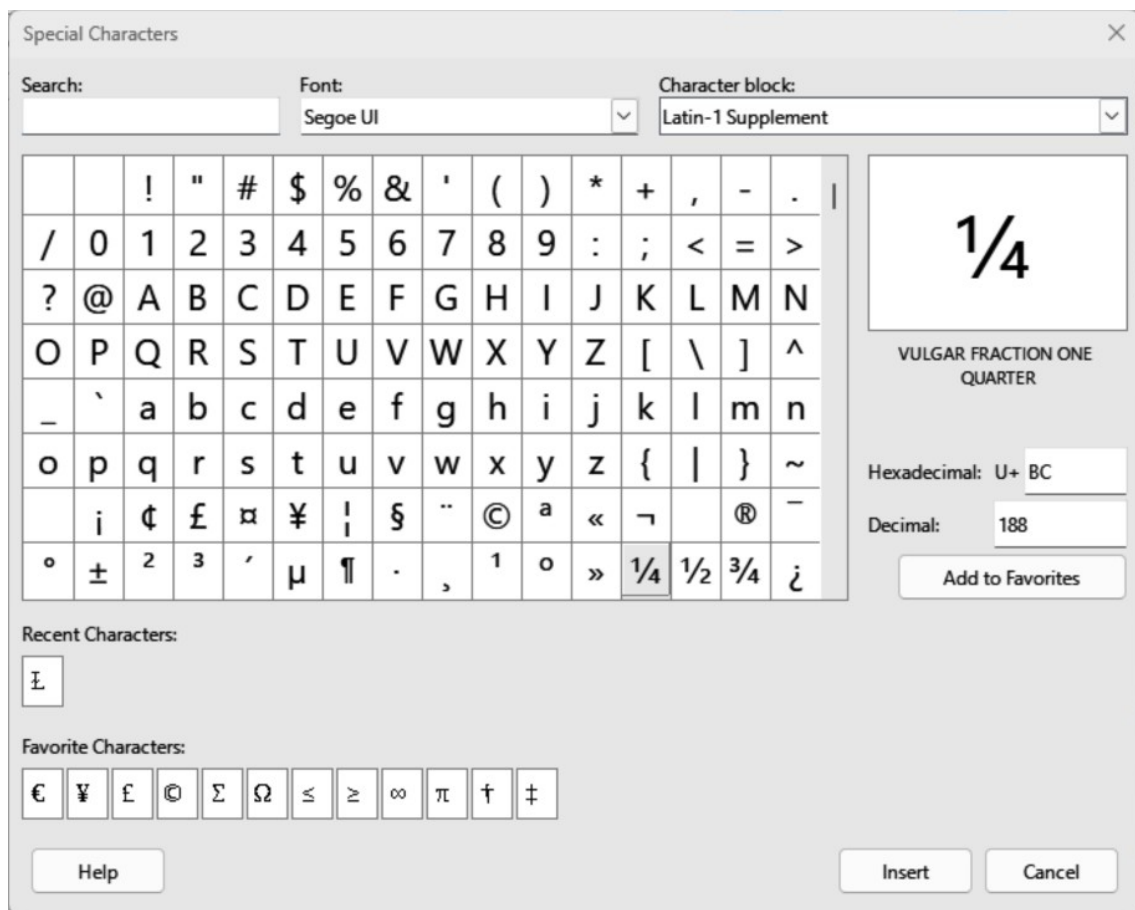 Special Characters
Search: Font: Character block:
Segoe UI Latin-1 Supplement
! " # $ % & ' ( ) * + , - .
/ 0 1 2 3 4 5 6 7 8 9 : ; < = >
? @ A B C D E F G H I J K L M N
O P Q R S T U V W X Y Z [ \ ] ^
_ ` a b c d e f g h i j k l m n
o p q r s t u v w x y z { | } ~
¡ ¢ £ ¤ ¥ ¦ § ¨ © ª « ¬ ® ¯
° ± ² ³ ´ µ ¶ · ¸ ¹ º » ¼ ½ ¾ ¿
¼
VULGAR FRACTION ONE
QUARTER
Hexadecimal: U+ BC
Decimal: 188
Add to Favorites
Recent Characters:
Ł
Favorite Characters:
€ ¥ £ © Σ Ω ≤ ≥ ∞ π † ‡
Help Insert Cancel